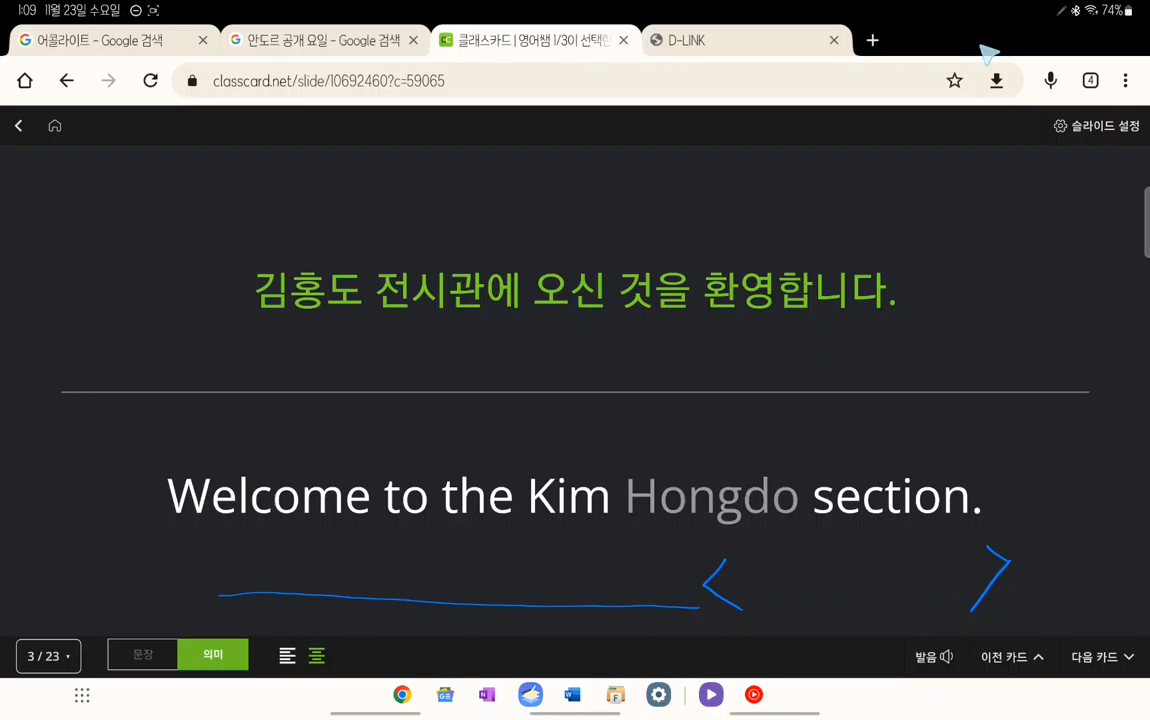 1:09 11월 23일 수요일 74%
어콜라이트 - Google 검색 안도르 공개 요일 - Google 검색 클래스카드 | 영어쌤 1/30| 선택한 D-LINK
classcard.net/slide/10692460?c=59065 4
슬라이드 설정
김홍도 전시관에 오신 것을 환영합니다.
Welcome to the Kim Hongdo section.
3 / 23 문장 의미 발음 이전 카드 다음 카드